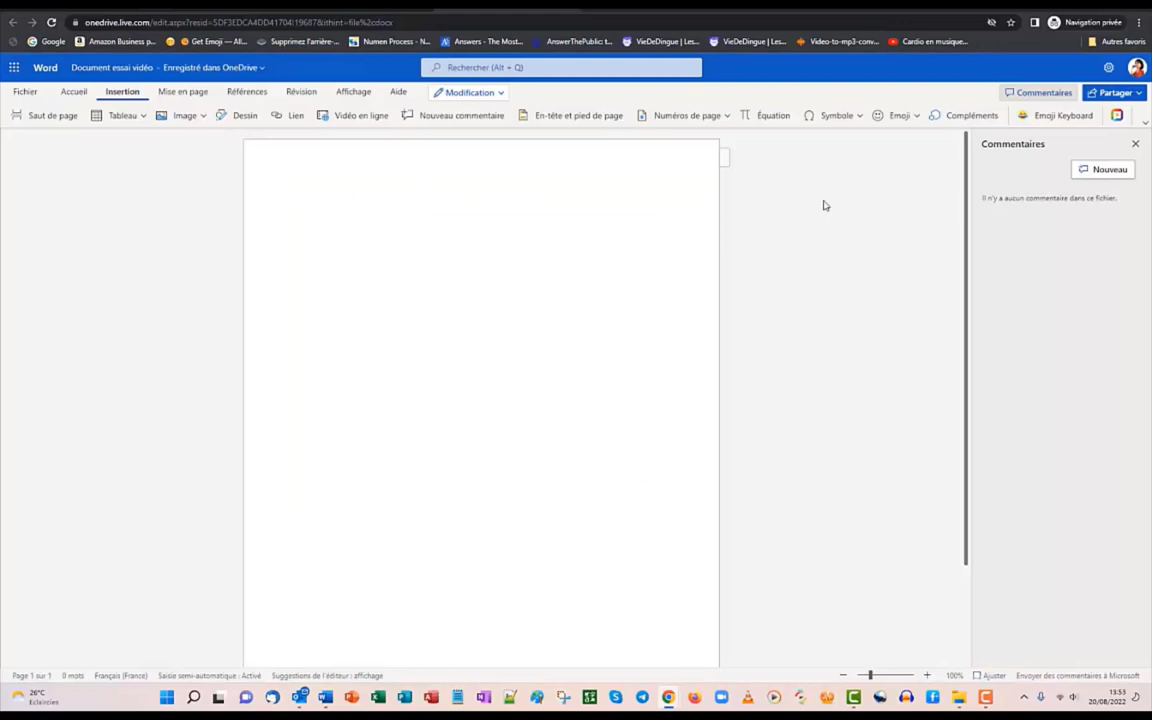 onedrive.live.com/edit.aspx?resid=5DF3EDCA4DD41704!19687&ithint=file%2cdocx
Navigation privée
Google
Amazon Business p...
Get Emoji — All...
Supprimez l'arrière-...
Numen Process - N...
Answers - The Most...
AnswerThePublic: t...
VieDeDingue | Les...
VieDeDingue | Les...
Video-to-mp3-conv...
Cardio en musique...
Autres favoris
Word
Document essai vidéo - Enregistré dans OneDrive
Rechercher (Alt + Q)
Fichier
Accueil
Insertion
Mise en page
Références
Révision
Affichage
Aide
Modification
Commentaires
Partager
Saut de page
Tableau
Image
Dessin
Lien
Vidéo en ligne
Nouveau commentaire
En-tête et pied de page
Numéros de page
Équation
Symbole
Emoji
Compléments
Emoji Keyboard
Commentaires
Nouveau
Il n'y a aucun commentaire dans ce fichier.
Page 1 sur 1
0 mots
Français (France)
Saisie semi-automatique : Activé
Suggestions de l'éditeur : affichage
100%
Ajuster
Envoyer des commentaires à Microsoft
26°C
Eclaircies
13:53
20/08/2022